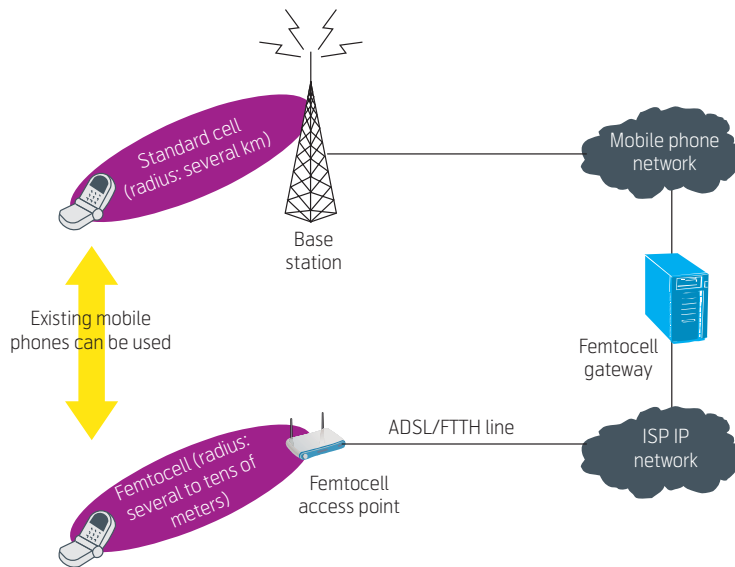 Standard cell
(radius: several km)
Mobile phone
network
Base
station
Existing mobile
phones can be used
Femtocell
gateway
Femtocell (radius:
several to tens of
meters)
ADSL/FTTH line
ISP IP
network
Femtocell
access point